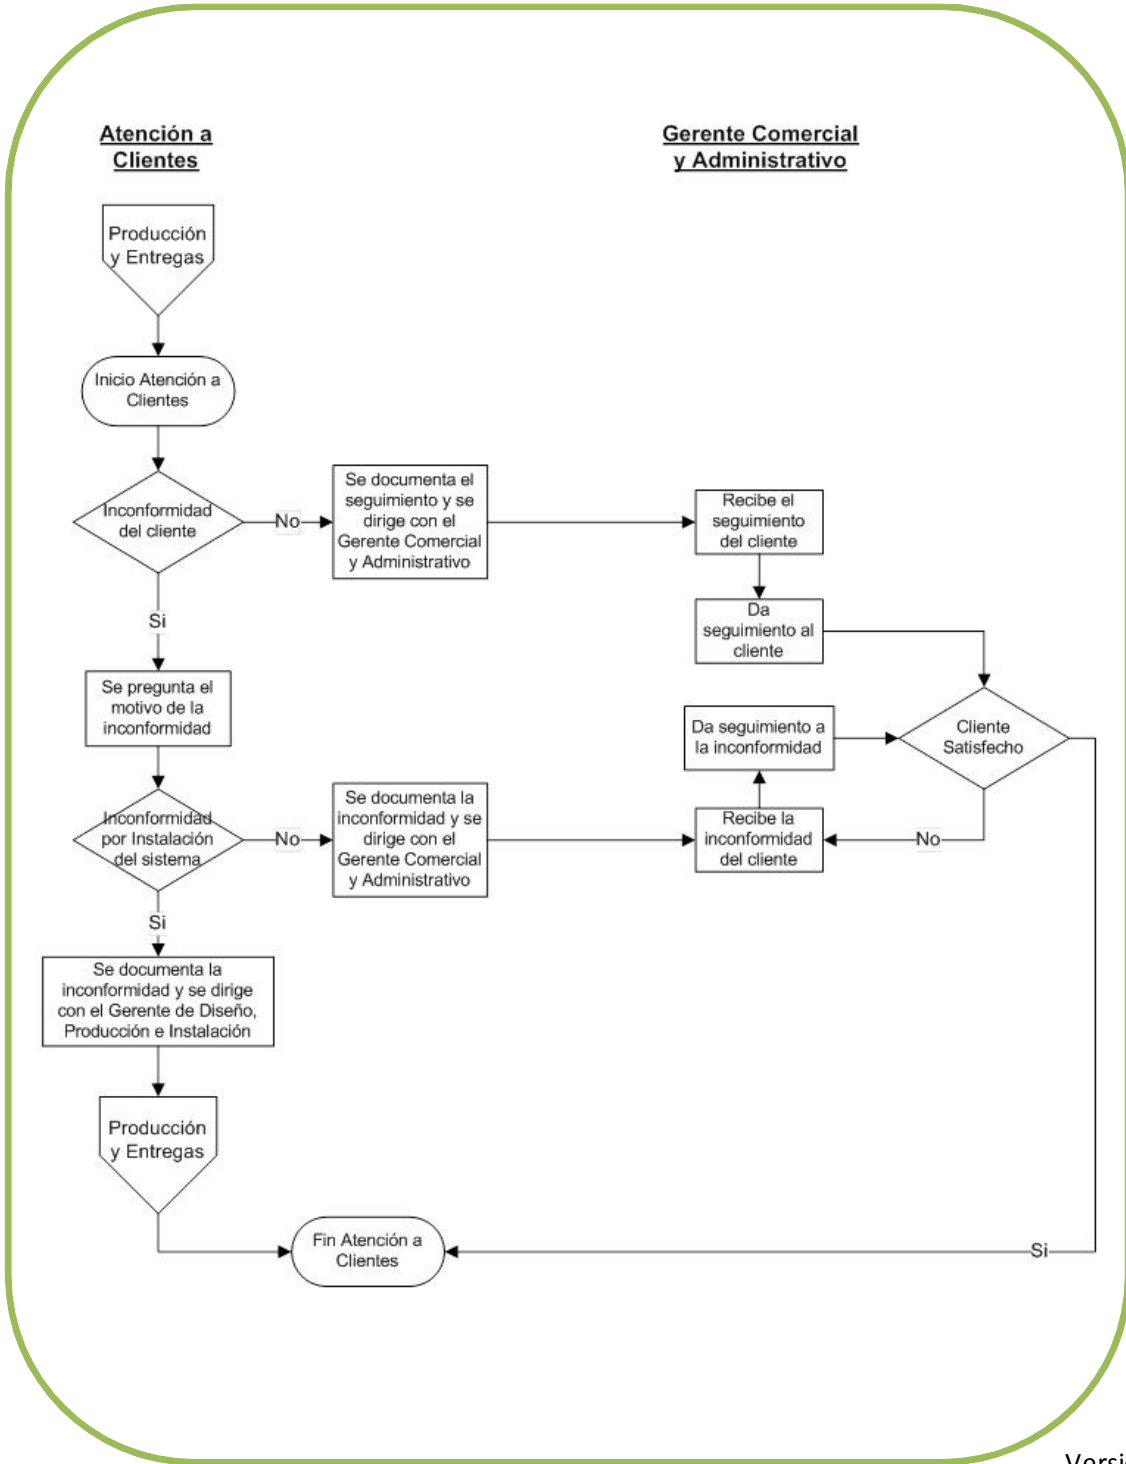 Atención a
Clientes
Gerente Comercial
y Administrativo
Producción
y Entregas
Inicio Atención a
Clientes
Inconformidad
del cliente
No
Se documenta el
seguimiento y se
dirige con el
Gerente Comercial
y Administrativo
Recibe el
seguimiento
del cliente
Da
seguimiento al
cliente
Si
Se pregunta el
motivo de la
inconformidad
Da seguimiento a
la inconformidad
Cliente
Satisfecho
Inconformidad
por Instalación
del sistema
No
Se documenta la
inconformidad y se
dirige con el
Gerente Comercial
y Administrativo
Recibe la
inconformidad
del cliente
No
Si
Se documenta la
inconformidad y se dirige
con el Gerente de Diseño,
Producción e Instalación
Producción
y Entregas
Fin Atención a
Clientes
Si